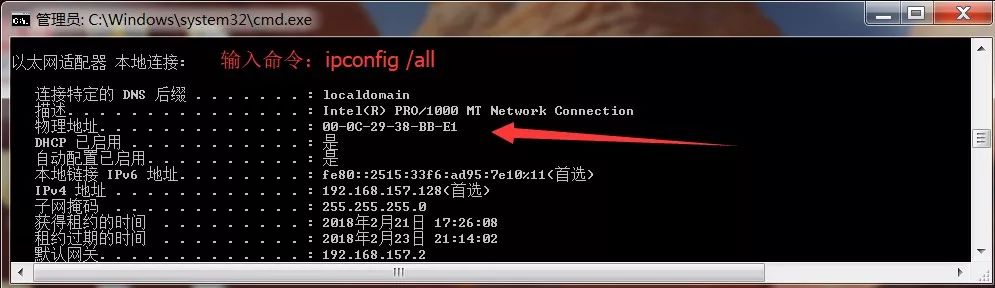 管理员: C:\Windows\system32\cmd.exe
以太网适配器 本地连接: 输入命令：ipconfig /all
连接特定的 DNS 后缀 . . . . . . . : localdomain
描述. . . . . . . . . . . . . . . : Intel(R) PRO/1000 MT Network Connection
物理地址. . . . . . . . . . . . . : 00-0C-29-38-BB-E1
DHCP 已启用 . . . . . . . . . . . : 是
自动配置已启用. . . . . . . . . . : 是
本地链接 IPv6 地址. . . . . . . . : fe80::2515:33f6:ad95:7e10%11(首选)
IPv4 地址 . . . . . . . . . . . . : 192.168.157.128(首选)
子网掩码 . . . . . . . . . . . . : 255.255.255.0
获得租约的时间 . . . . . . . . . : 2018年2月21日 17:26:08
租约过期的时间 . . . . . . . . . : 2018年2月23日 21:14:02
默认网关. . . . . . . . . . . . . : 192.168.157.2